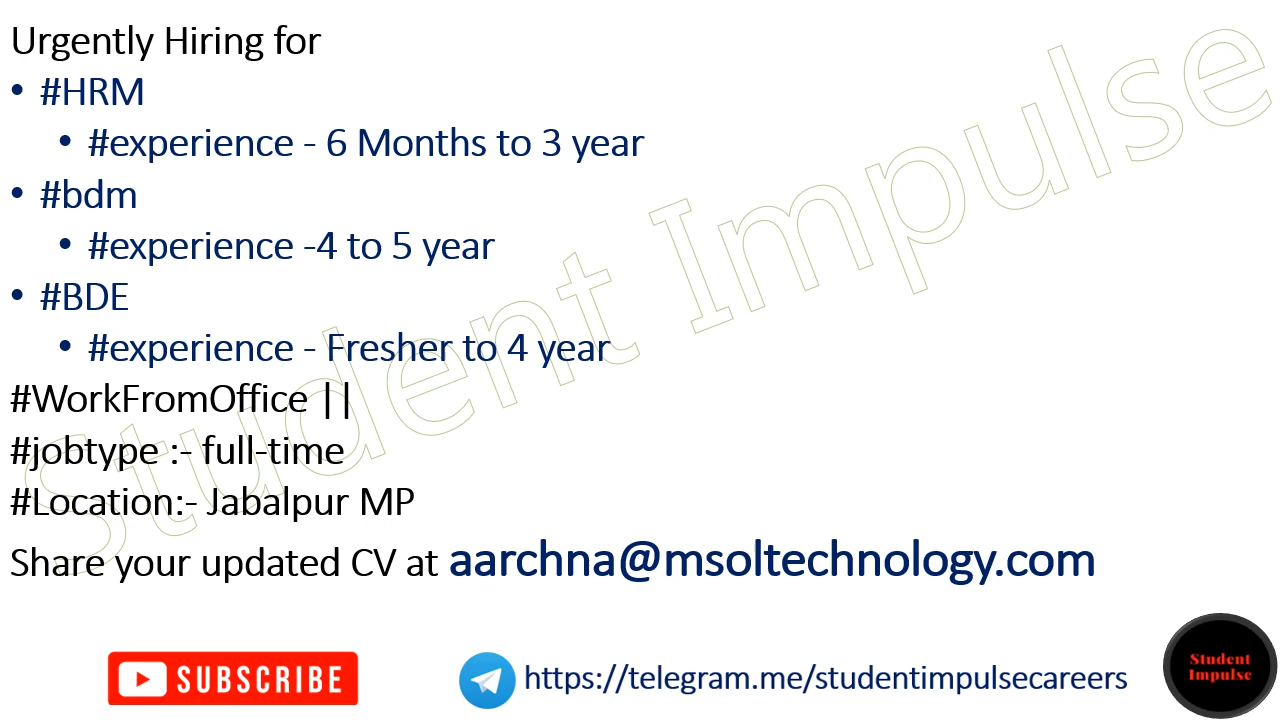 Urgently Hiring for
• #HRM
• #experience - 6 Months to 3 year
• #bdm
• #experience -4 to 5 year
• #BDE
• #experience - Fresher to 4 year
#WorkFromOffice ||
#jobtype :- full-time
#Location:- Jabalpur MP
Share your updated CV at aarchna@msoltechnology.com
Student Impulse
SUBSCRIBE
https://telegram.me/studentimpulsecareers
Student
Impulse